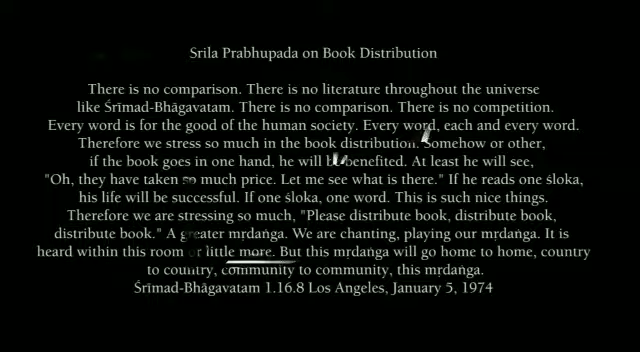 Srila Prabhupada on Book Distribution
There is no comparison. There is no literature throughout the universe
like Śrīmad-Bhāgavatam. There is no comparison. There is no competition.
Every word is for the good of the human society. Every word, each and every word.
Therefore we stress so much in the book distribution. Somehow or other,
if the book goes in one hand, he will be benefited. At least he will see,
"Oh, they have taken so much price. Let me see what is there." If he reads one śloka,
his life will be successful. If one śloka, one word. This is such nice things.
Therefore we are stressing so much, "Please distribute book, distribute book,
distribute book." A greater mṛdaṅga. We are chanting, playing our mṛdaṅga. It is
heard within this room or little more. But this mṛdaṅga will go home to home, country
to country, community to community, this mṛdaṅga.
Śrīmad-Bhāgavatam 1.16.8 Los Angeles, January 5, 1974